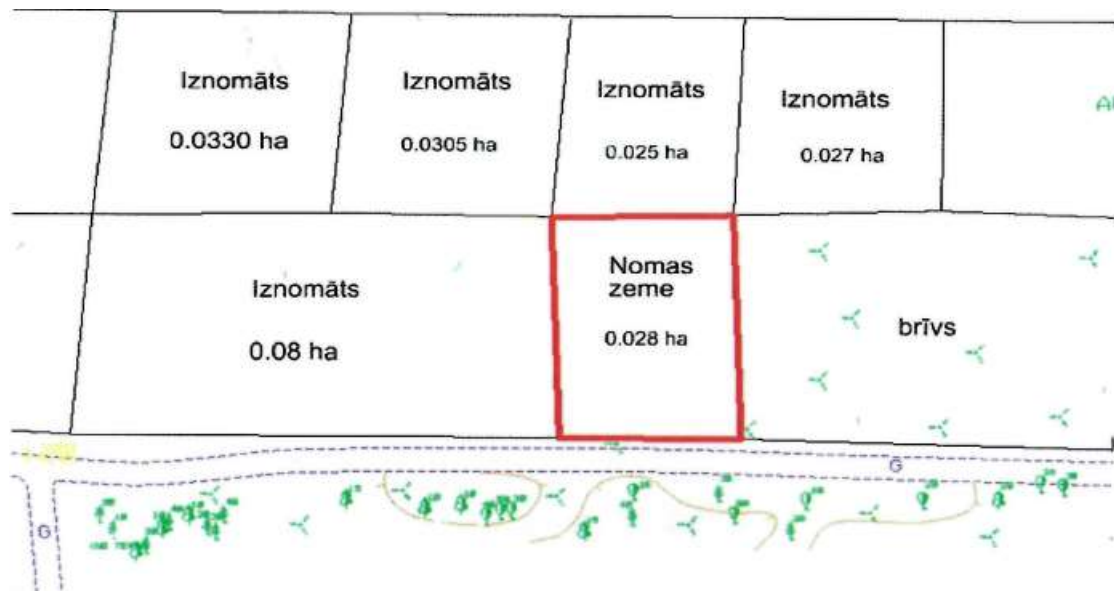 Iznomāts
0.0330 ha
Iznomāts
0.0305 ha
Iznomāts
0.025 ha
Iznomāts
0.027 ha
Iznomāts
0.08 ha
Nomas
zeme
0.028 ha
brīvs
G
G